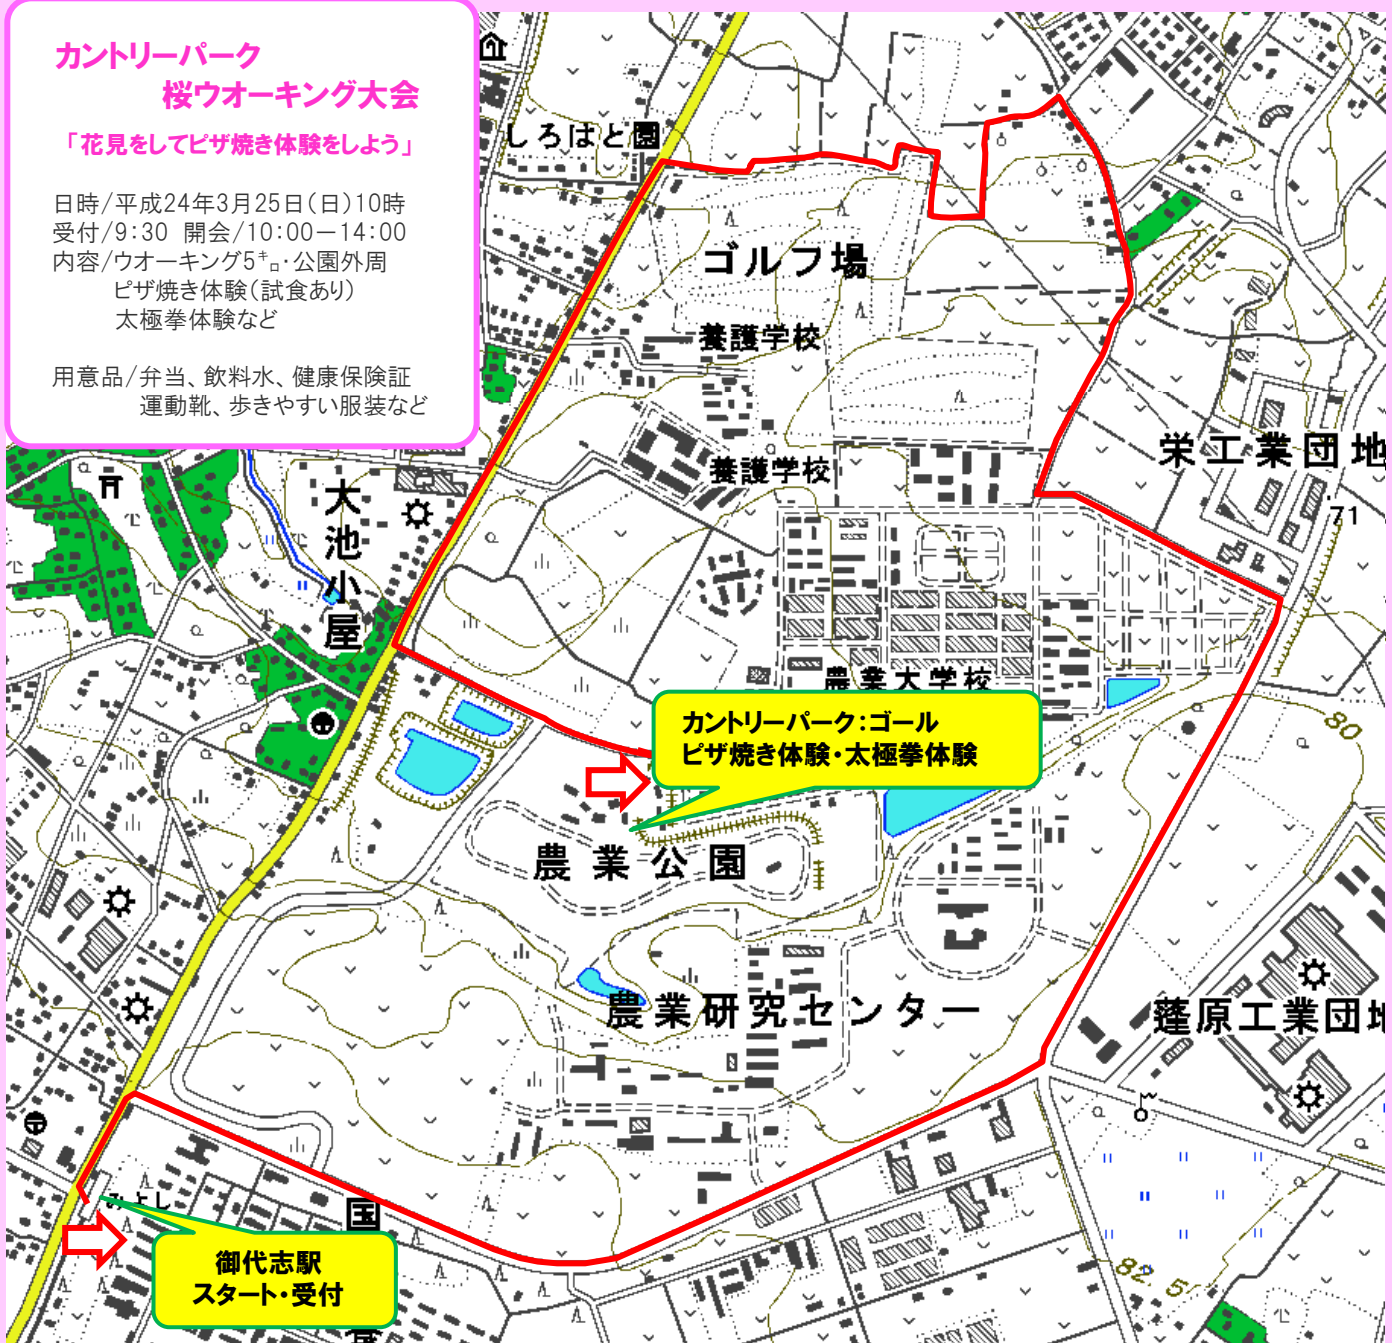 カントリーパーク
桜ウオーキング大会
「花見をしてピザ焼き体験をしよう」
日時/平成24年3月25日(日)10時
受付/9:30 開会/10:00－14:00
内容/ウオーキング5㌔・公園外周
ピザ焼き体験(試食あり)
太極拳体験など
用意品/弁当、飲料水、健康保険証
運動靴、歩きやすい服装など
しろはと園
ゴルフ場
養護学校
栄工業団地
養護学校
71
大池小屋
農業大学校
カントリーパーク:ゴール
ピザ焼き体験・太極拳体験
80
農業公園
農業研究センター
蓬原工業団地
みよし
国
御代志駅
スタート・受付
82.5